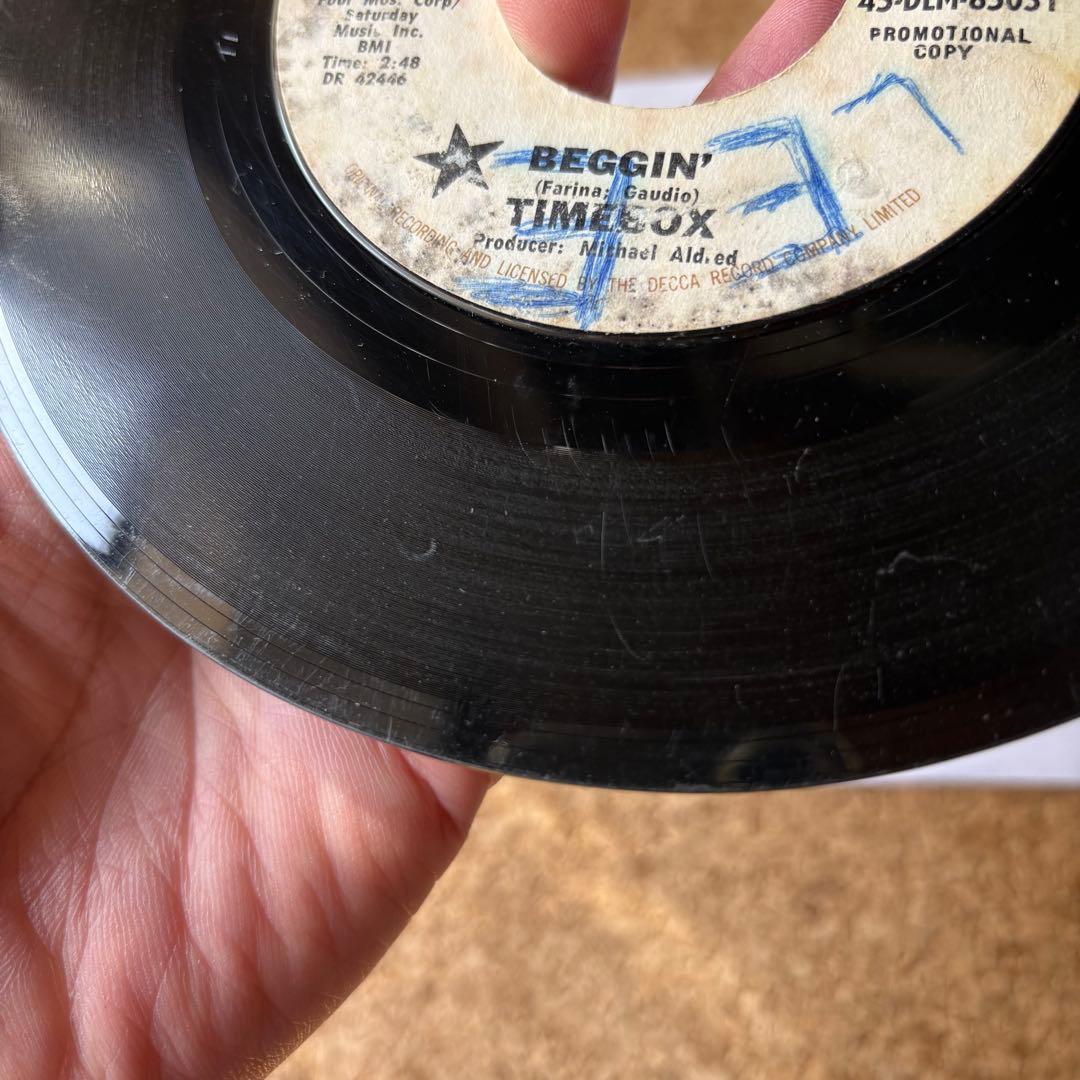 Saturday
Music Inc.
BMI
Time: 2:48
DR 42446
PROMOTIONAL
COPY
BEGGIN'
(Farina; Gaudio)
TIMEBOX
Producer: Michael Aldred
ORIGINAL RECORDING AND LICENSED BY THE DECCA RECORD COMPANY LIMITED